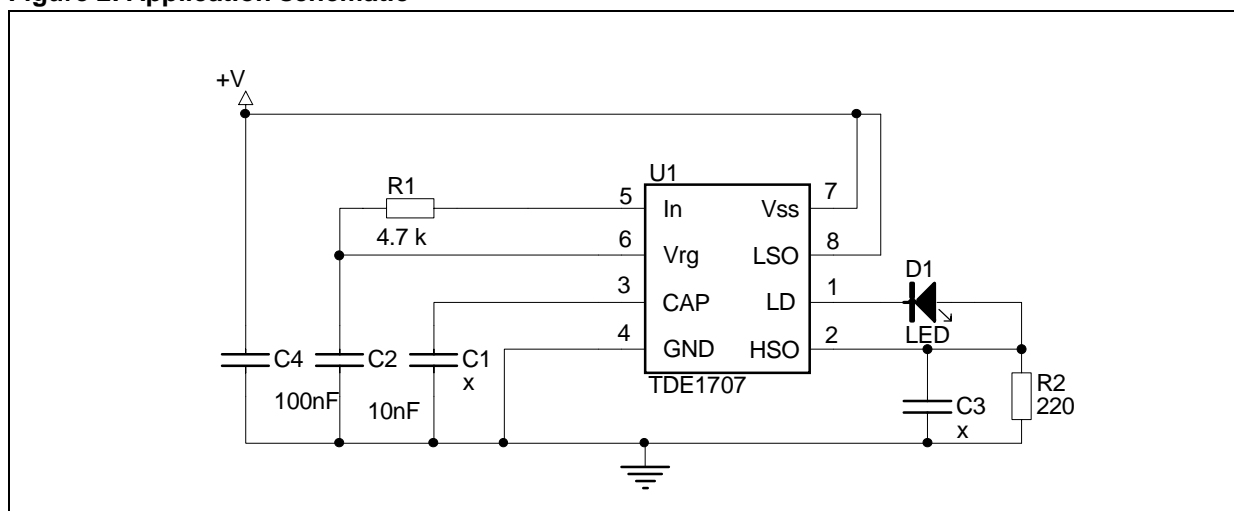 Figure 2. Application schematic
+V
U1
R1
4.7 k
5
In
6
Vrg
3
CAP
4
GND
Vss
7
LSO
8
LD
1
HSO
2
TDE1707
D1
LED
C4
C2
100nF
C1
x
10nF
C3
x
R2
220